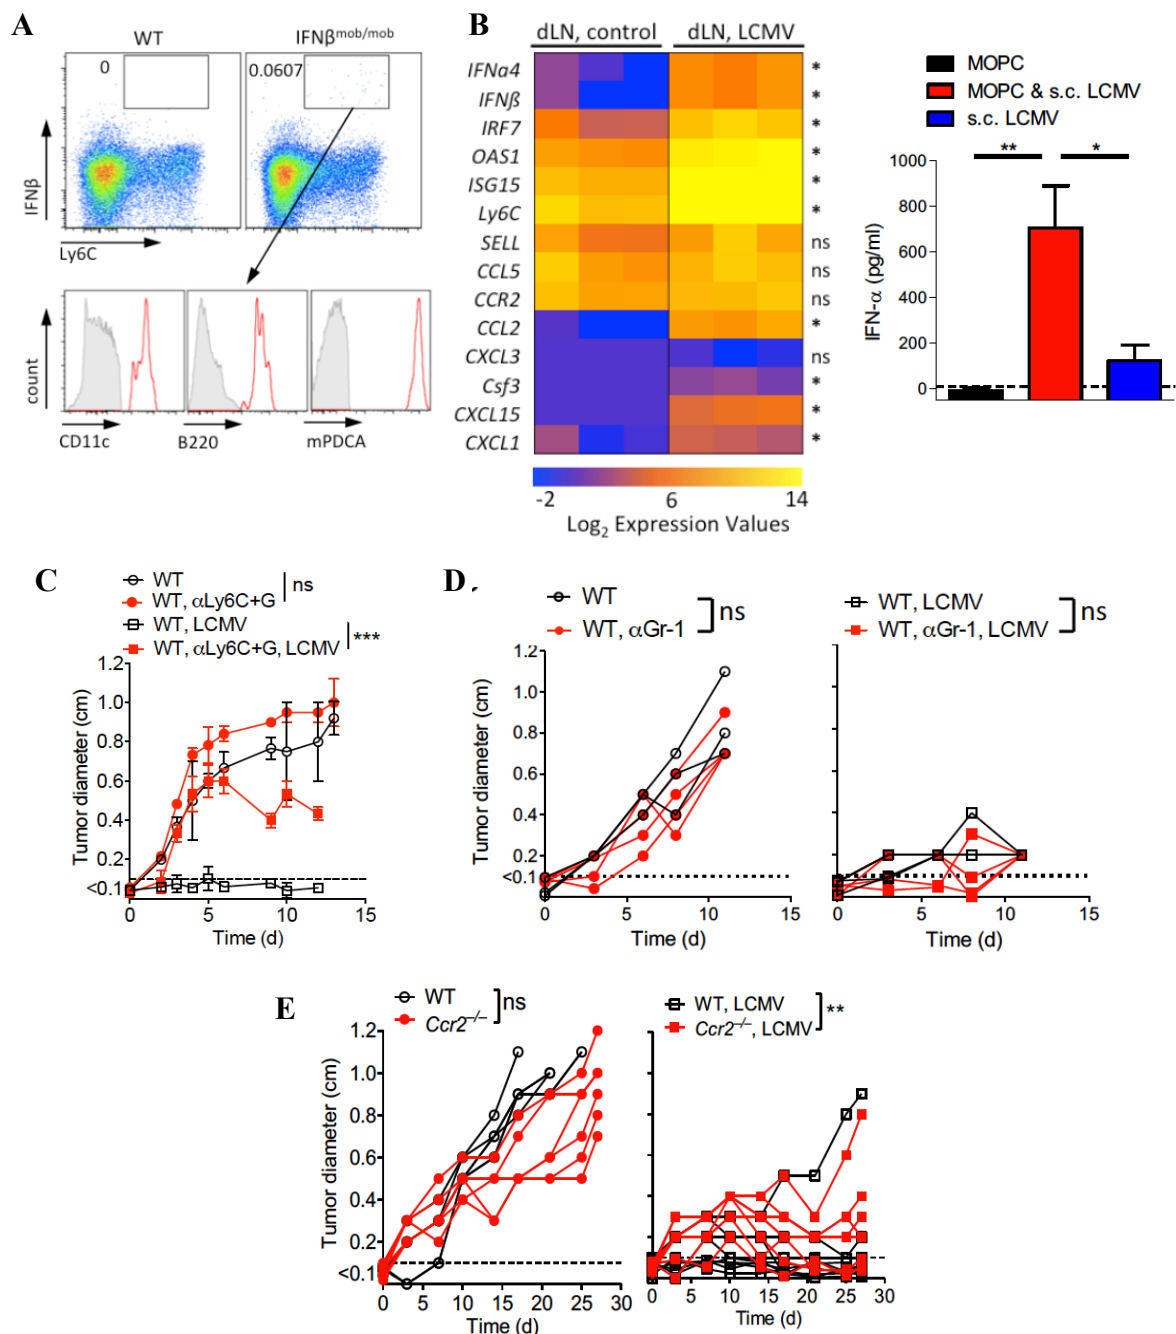 A
WT
IFNβmob/mob
0
0.0607
IFNβ
Ly6C
count
CD11c
B220
mPDCA
B
dLN, control
dLN, LCMV
IFNa4 *
IFNβ *
IRF7 *
OAS1 *
ISG15 *
Ly6C *
SELL ns
CCL5 ns
CCR2 ns
CCL2 *
CXCL3 ns
Csf3 *
CXCL15 *
CXCL1 *
-2 6 14
Log2 Expression Values
MOPC
MOPC & s.c. LCMV
s.c. LCMV
** *
1000
800
600
400
200
0
IFN-α (pg/ml)
C
WT
WT, αLy6C+G
ns
WT, LCMV
WT, αLy6C+G, LCMV
***
1.2
1.0
0.8
0.6
0.4
0.2
<0.1
Tumor diameter (cm)
0 5 10 15
Time (d)
D
WT
WT, αGr-1
ns
1.2
1.0
0.8
0.6
0.4
0.2
<0.1
Tumor diameter (cm)
0 5 10 15
Time (d)
WT, LCMV
WT, αGr-1, LCMV
ns
0 5 10 15
Time (d)
E
WT
Ccr2–/–
ns
1.2
1.0
0.8
0.6
0.4
0.2
<0.1
Tumor diameter (cm)
0 5 10 15 20 25 30
Time (d)
WT, LCMV
Ccr2–/–, LCMV
**
0 5 10 15 20 25 30
Time (d)